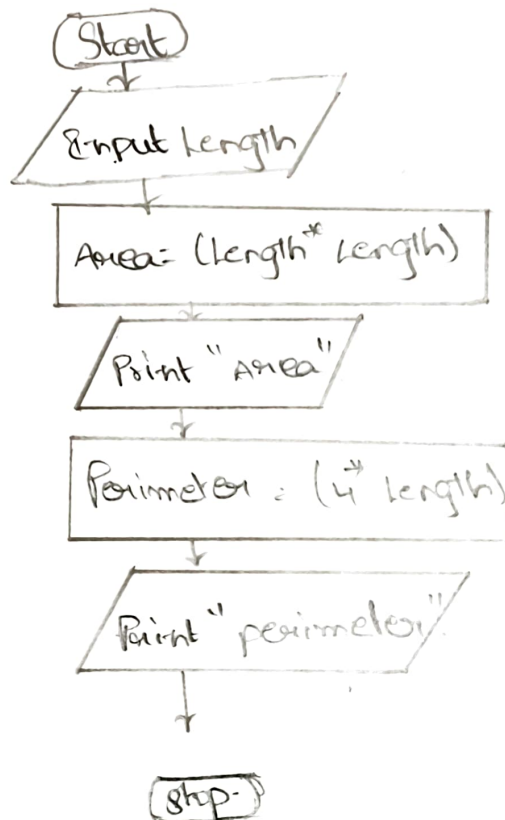 Start
Input Length
Area = (Length * Length)
Print "Area"
Perimeter = (4 * Length)
Print "perimeter"
Stop.